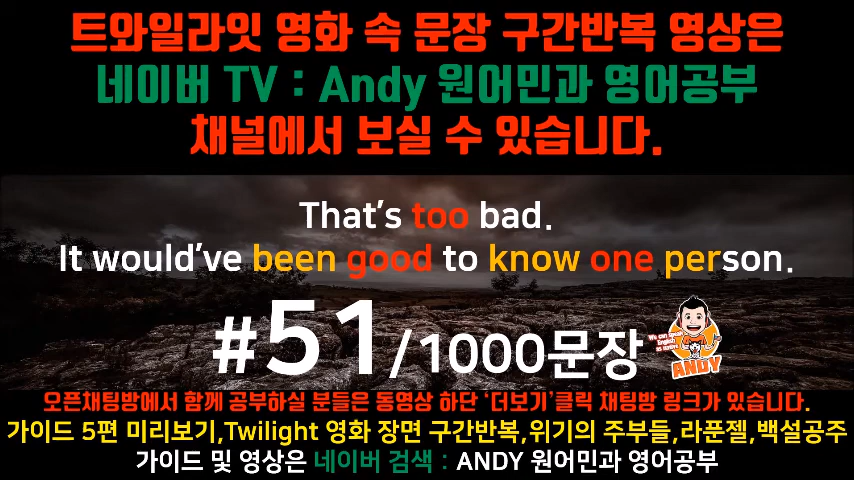 트와일라잇 영화 속 문장 구간반복 영상은
네이버 TV : Andy 원어민과 영어공부
채널에서 보실 수 있습니다.
That's too bad.
It would've been good to know one person.
#51/1000문장
We can speak
English
as native
ANDY
오픈채팅방에서 함께 공부하실 분들은 동영상 하단 '더보기'클릭 채팅방 링크가 있습니다.
가이드 5편 미리보기,Twilight 영화 장면 구간반복,위기의 주부들,라푼젤,백설공주
가이드 및 영상은 네이버 검색 : ANDY 원어민과 영어공부